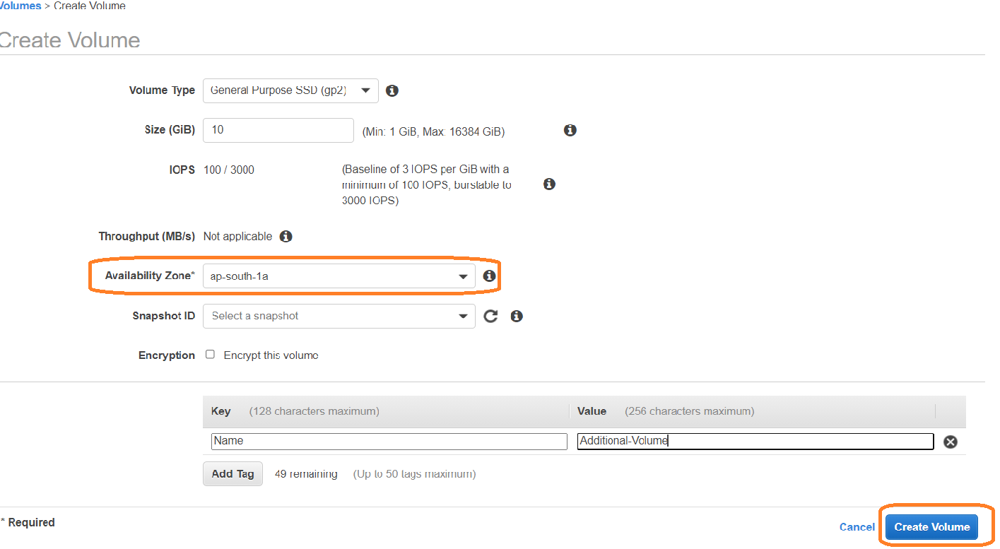 Volumes > Create Volume
Create Volume
Volume Type General Purpose SSD (gp2)
Size (GiB) 10 (Min: 1 GiB, Max: 16384 GiB)
IOPS 100 / 3000 (Baseline of 3 IOPS per GiB with a
minimum of 100 IOPS, burstable to
3000 IOPS)
Throughput (MB/s) Not applicable
Availability Zone* ap-south-1a
Snapshot ID Select a snapshot
Encryption Encrypt this volume
Key (128 characters maximum) Value (256 characters maximum)
Name Additional-Volume
Add Tag 49 remaining (Up to 50 tags maximum)
* Required Cancel Create Volume